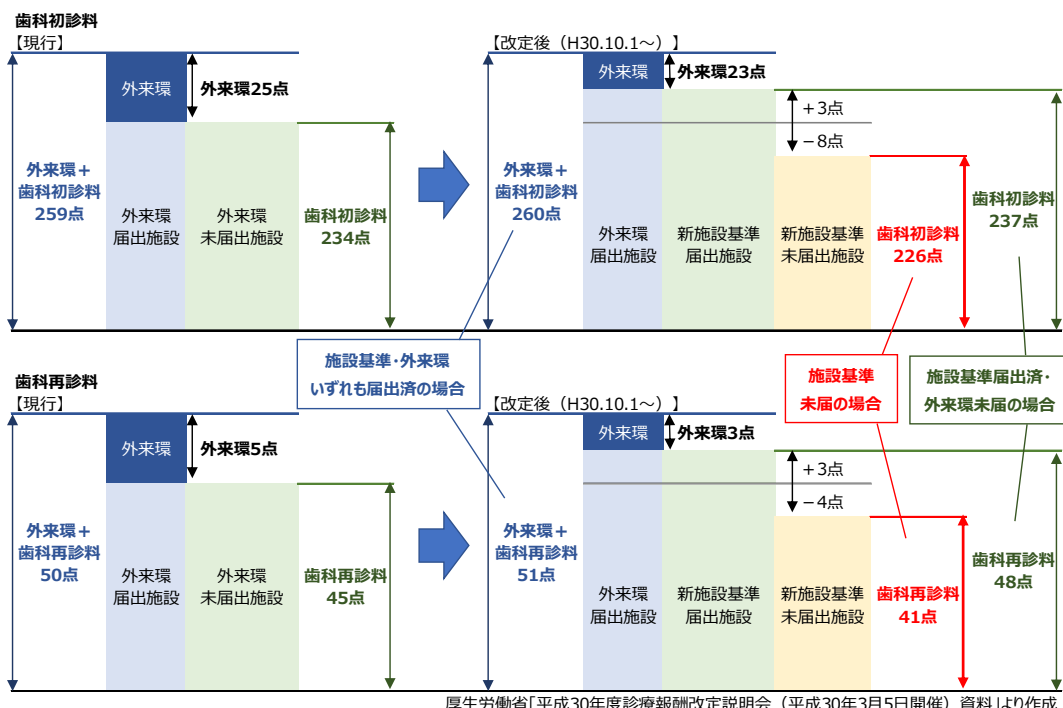 歯科初診料
【現行】
外来環
外来環25点
外来環＋
歯科初診料
259点
外来環
届出施設
外来環
未届出施設
歯科初診料
234点
【改定後（H30.10.1～）】
外来環
外来環23点
＋3点
－8点
外来環＋
歯科初診料
260点
外来環
届出施設
新施設基準
届出施設
新施設基準
未届出施設
歯科初診料
226点
歯科初診料
237点
施設基準・外来環
いずれも届出済の場合
施設基準
未届の場合
施設基準届出済・
外来環未届の場合
歯科再診料
【現行】
外来環
外来環5点
外来環＋
歯科再診料
50点
外来環
届出施設
外来環
未届出施設
歯科再診料
45点
【改定後（H30.10.1～）】
外来環
外来環3点
＋3点
－4点
外来環＋
歯科再診料
51点
外来環
届出施設
新施設基準
届出施設
新施設基準
未届出施設
歯科再診料
41点
歯科再診料
48点
厚生労働省「平成30年度診療報酬改定説明会（平成30年3月5日開催）資料」より作成